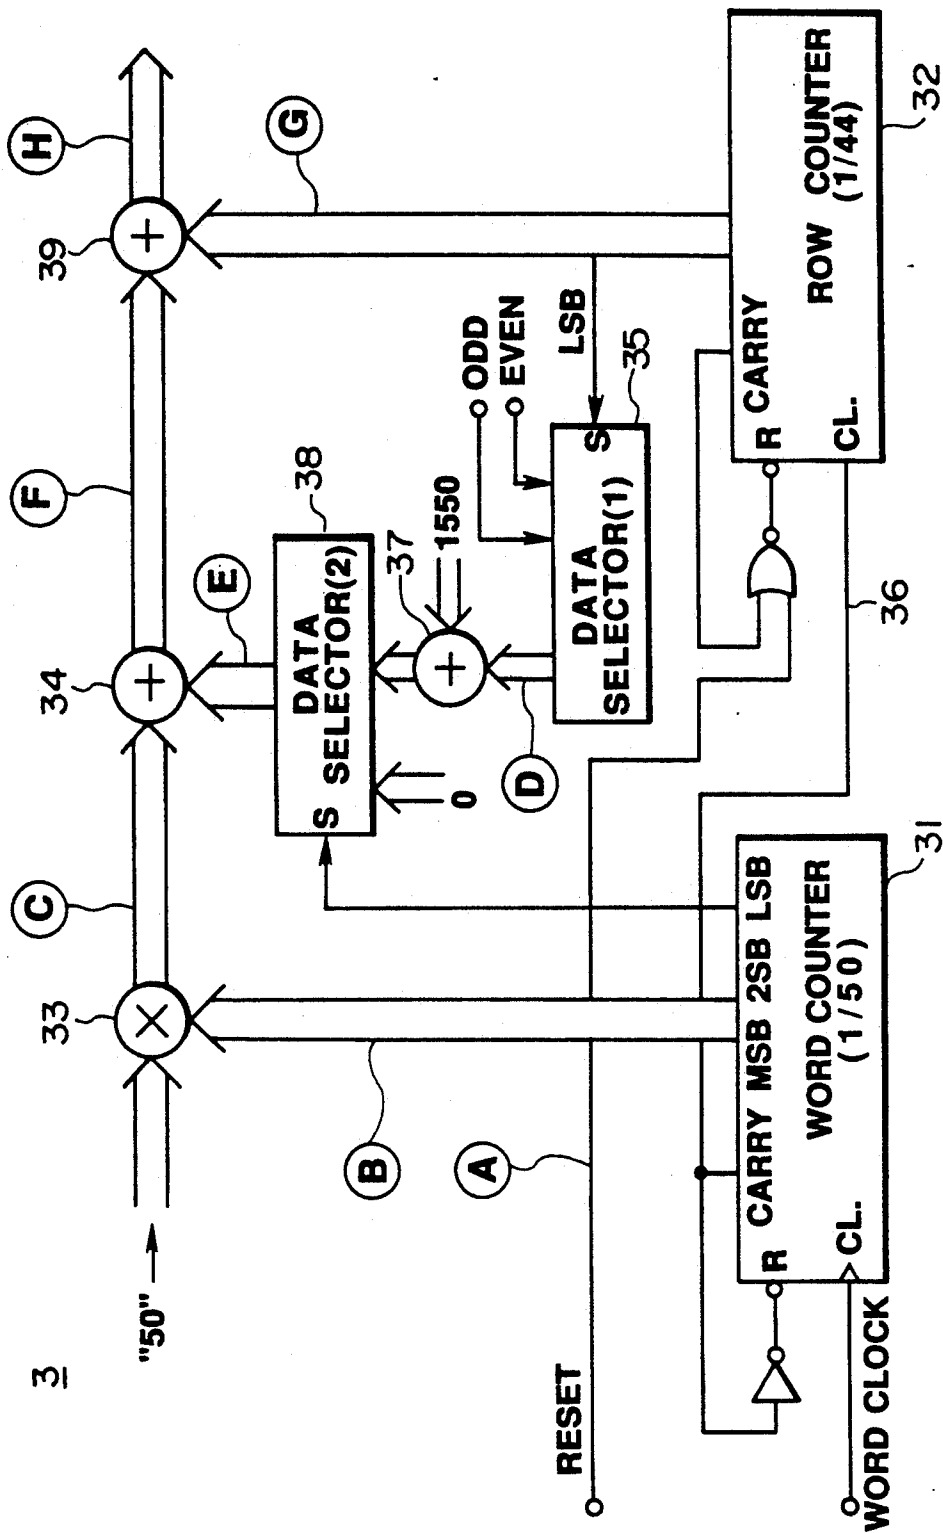 3
"50"
33
C
34
F
39
H
B
A
S
DATA
SELECTOR(2)
38
E
0
37
1550
D
DATA
SELECTOR(1)
S
35
ODD
EVEN
LSB
G
RESET
WORD CLOCK
R
CL.
CARRY MSB 2SB LSB
WORD COUNTER
(1/50)
31
36
R
CL.
CARRY
ROW COUNTER
(1/44)
32